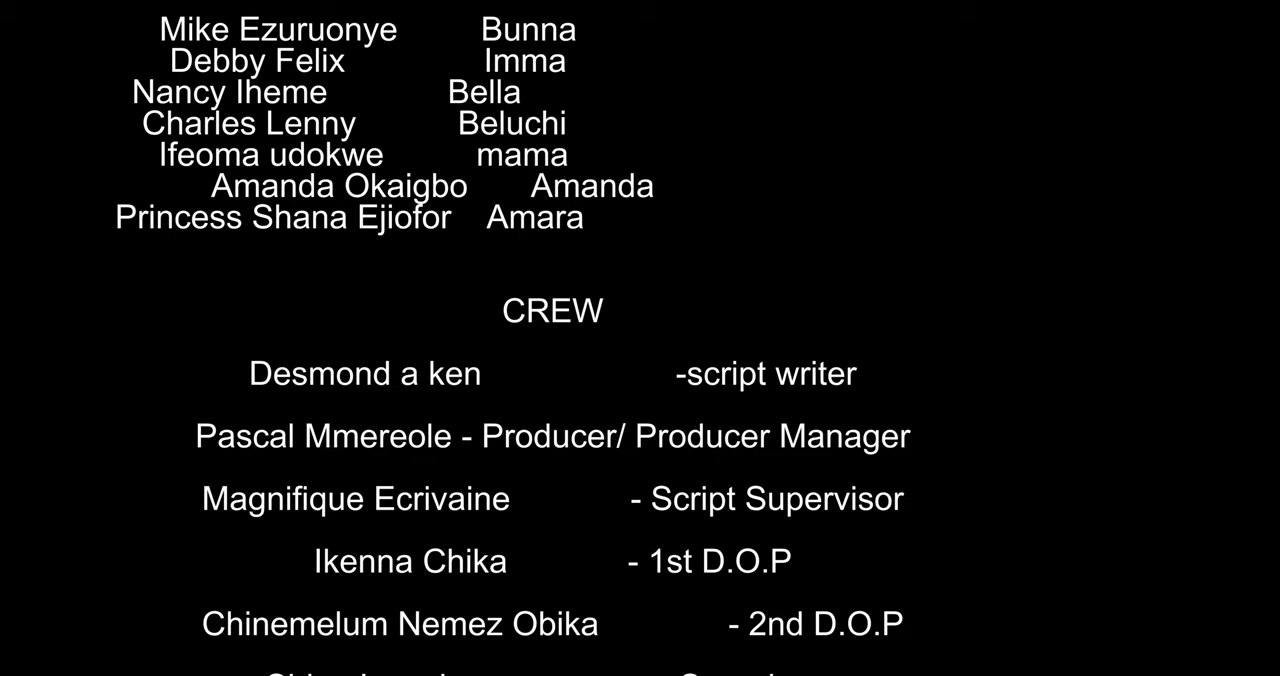 Mike Ezuruonye Bunna
Debby Felix Imma
Nancy Iheme Bella
Charles Lenny Beluchi
Ifeoma udokwe mama
Amanda Okaigbo Amanda
Princess Shana Ejiofor Amara
CREW
Desmond a ken -script writer
Pascal Mmereole - Producer/ Producer Manager
Magnifique Ecrivaine - Script Supervisor
Ikenna Chika - 1st D.O.P
Chinemelum Nemez Obika - 2nd D.O.P